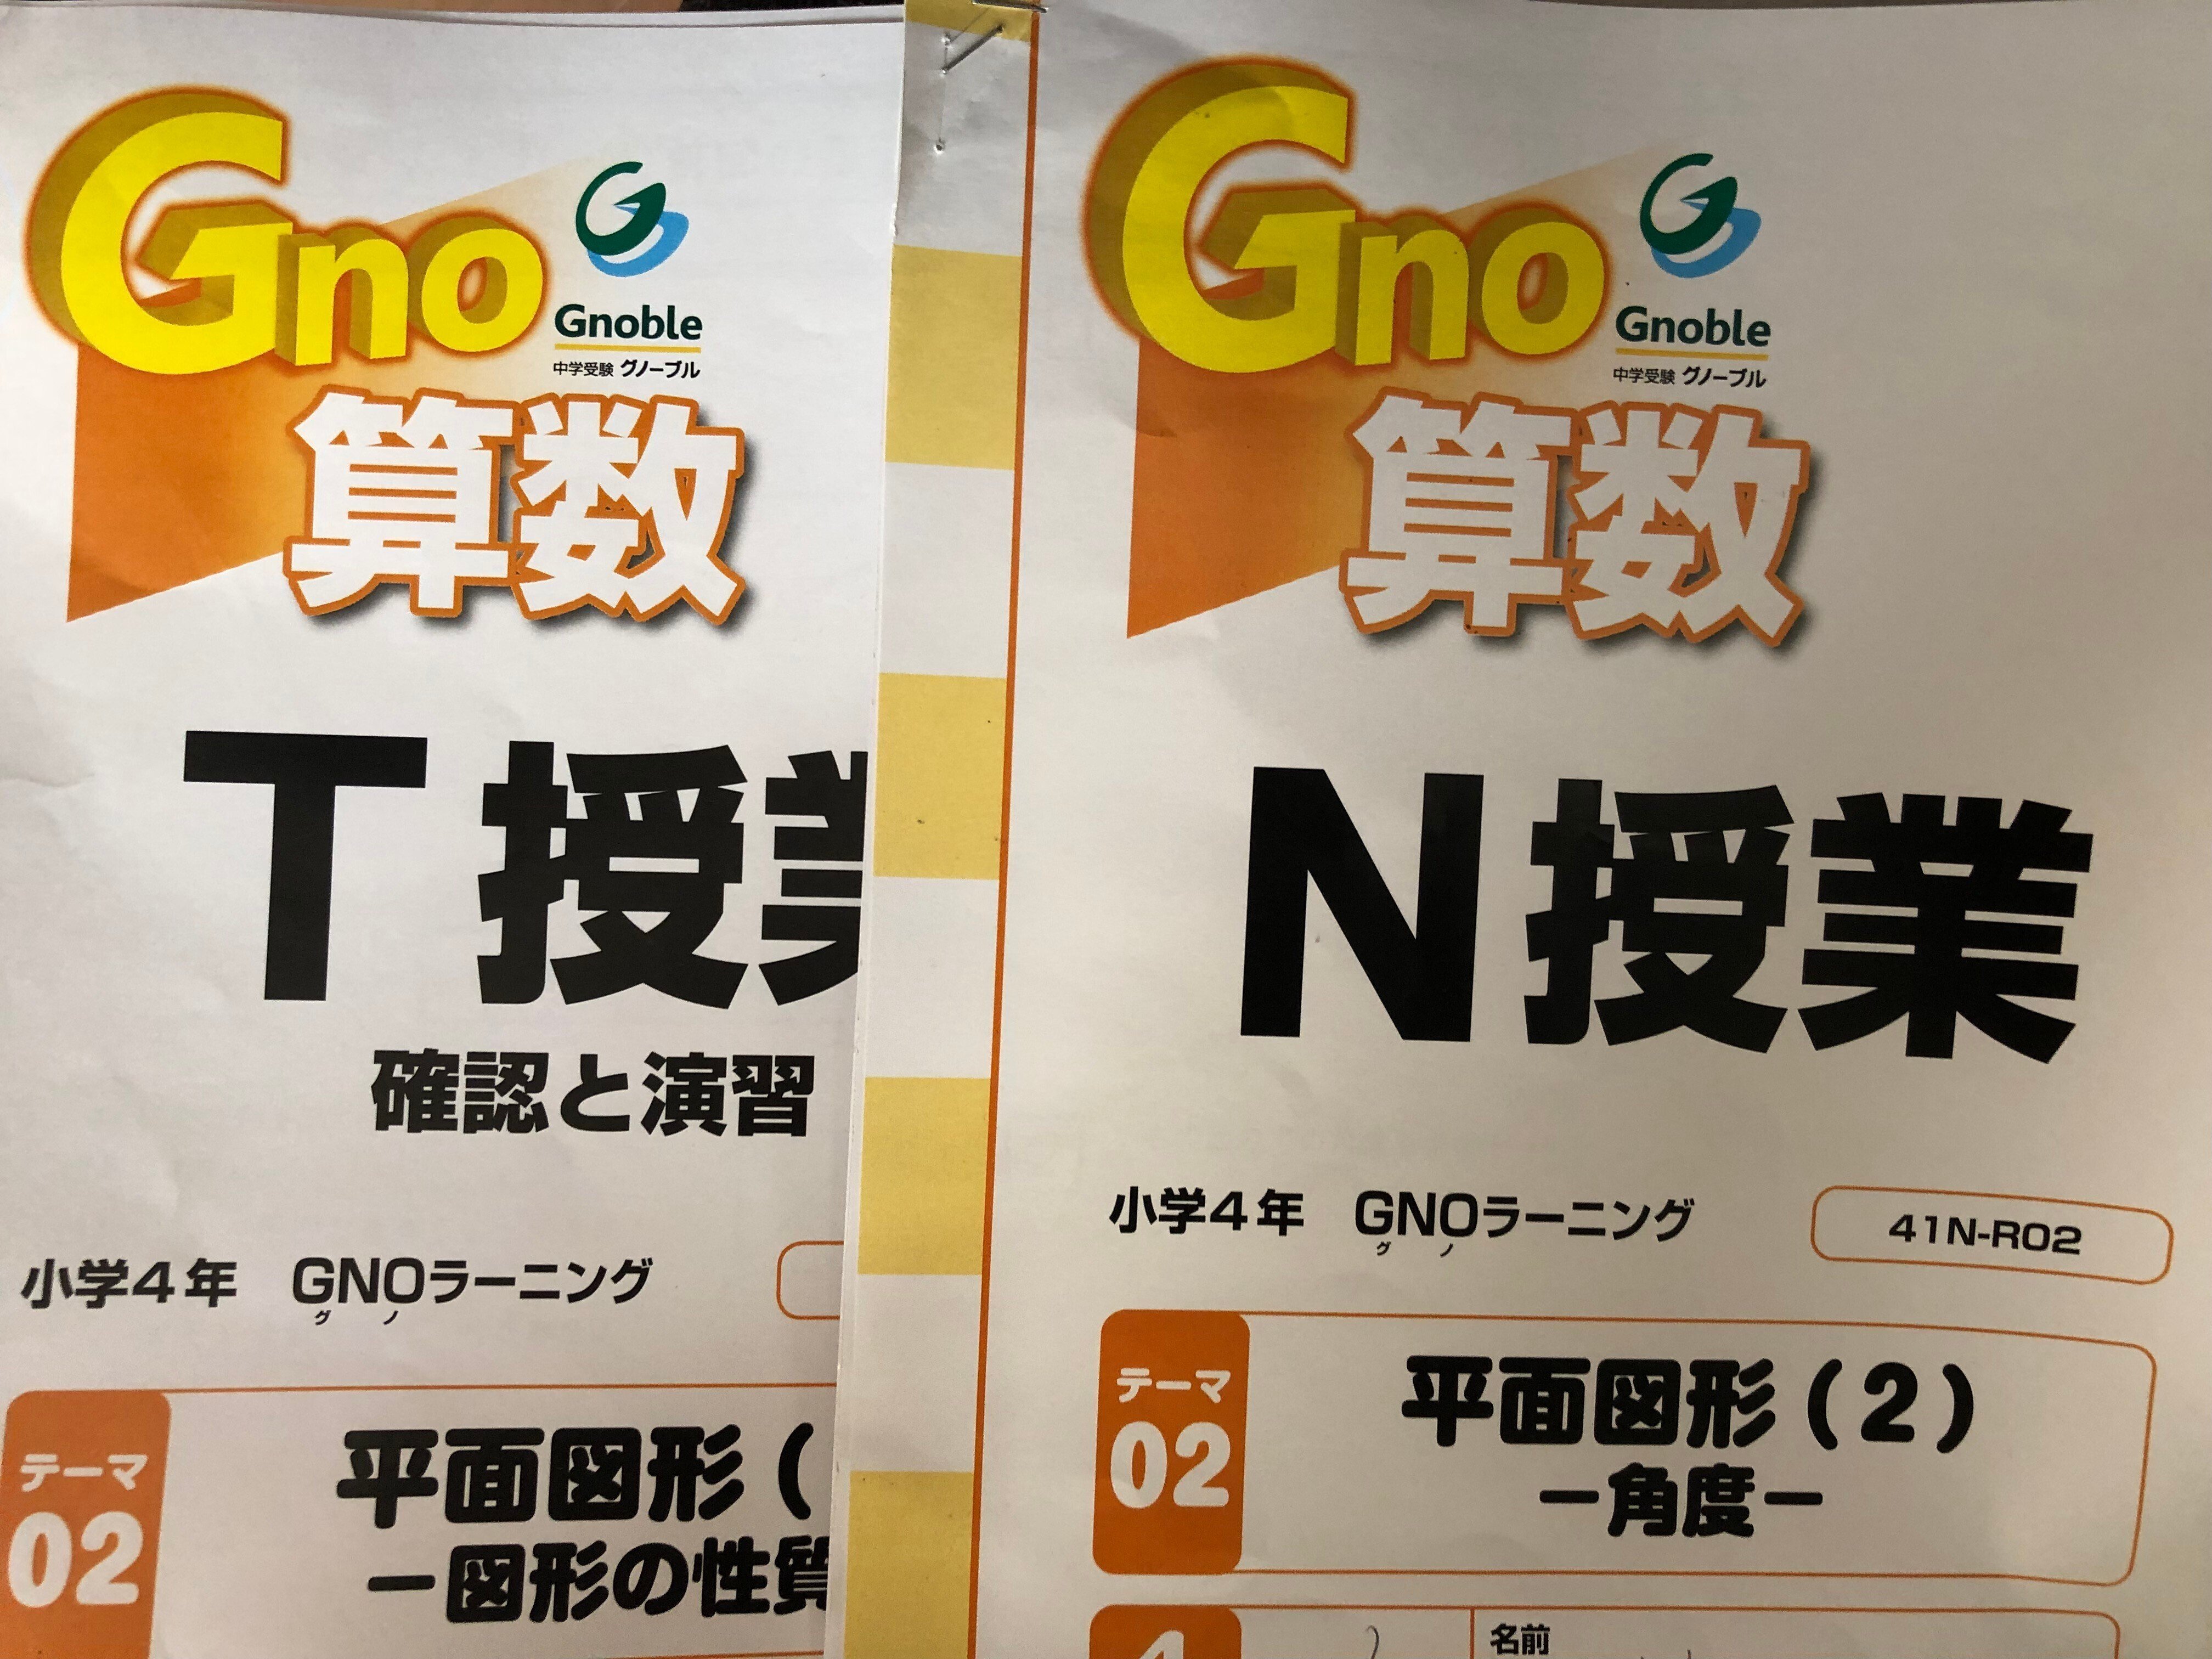 Gno
Gnoble
中学受験 グノーブル
算数
T 授業
確認と演習
小学4年 GNOラーニング
グ ノ
テーマ
02
平面図形(
－図形の性質
Gno
Gnoble
中学受験 グノーブル
算数
N 授業
小学4年 GNOラーニング
グ ノ
41N-R02
テーマ
02
平面図形(2)
－角度－
名前